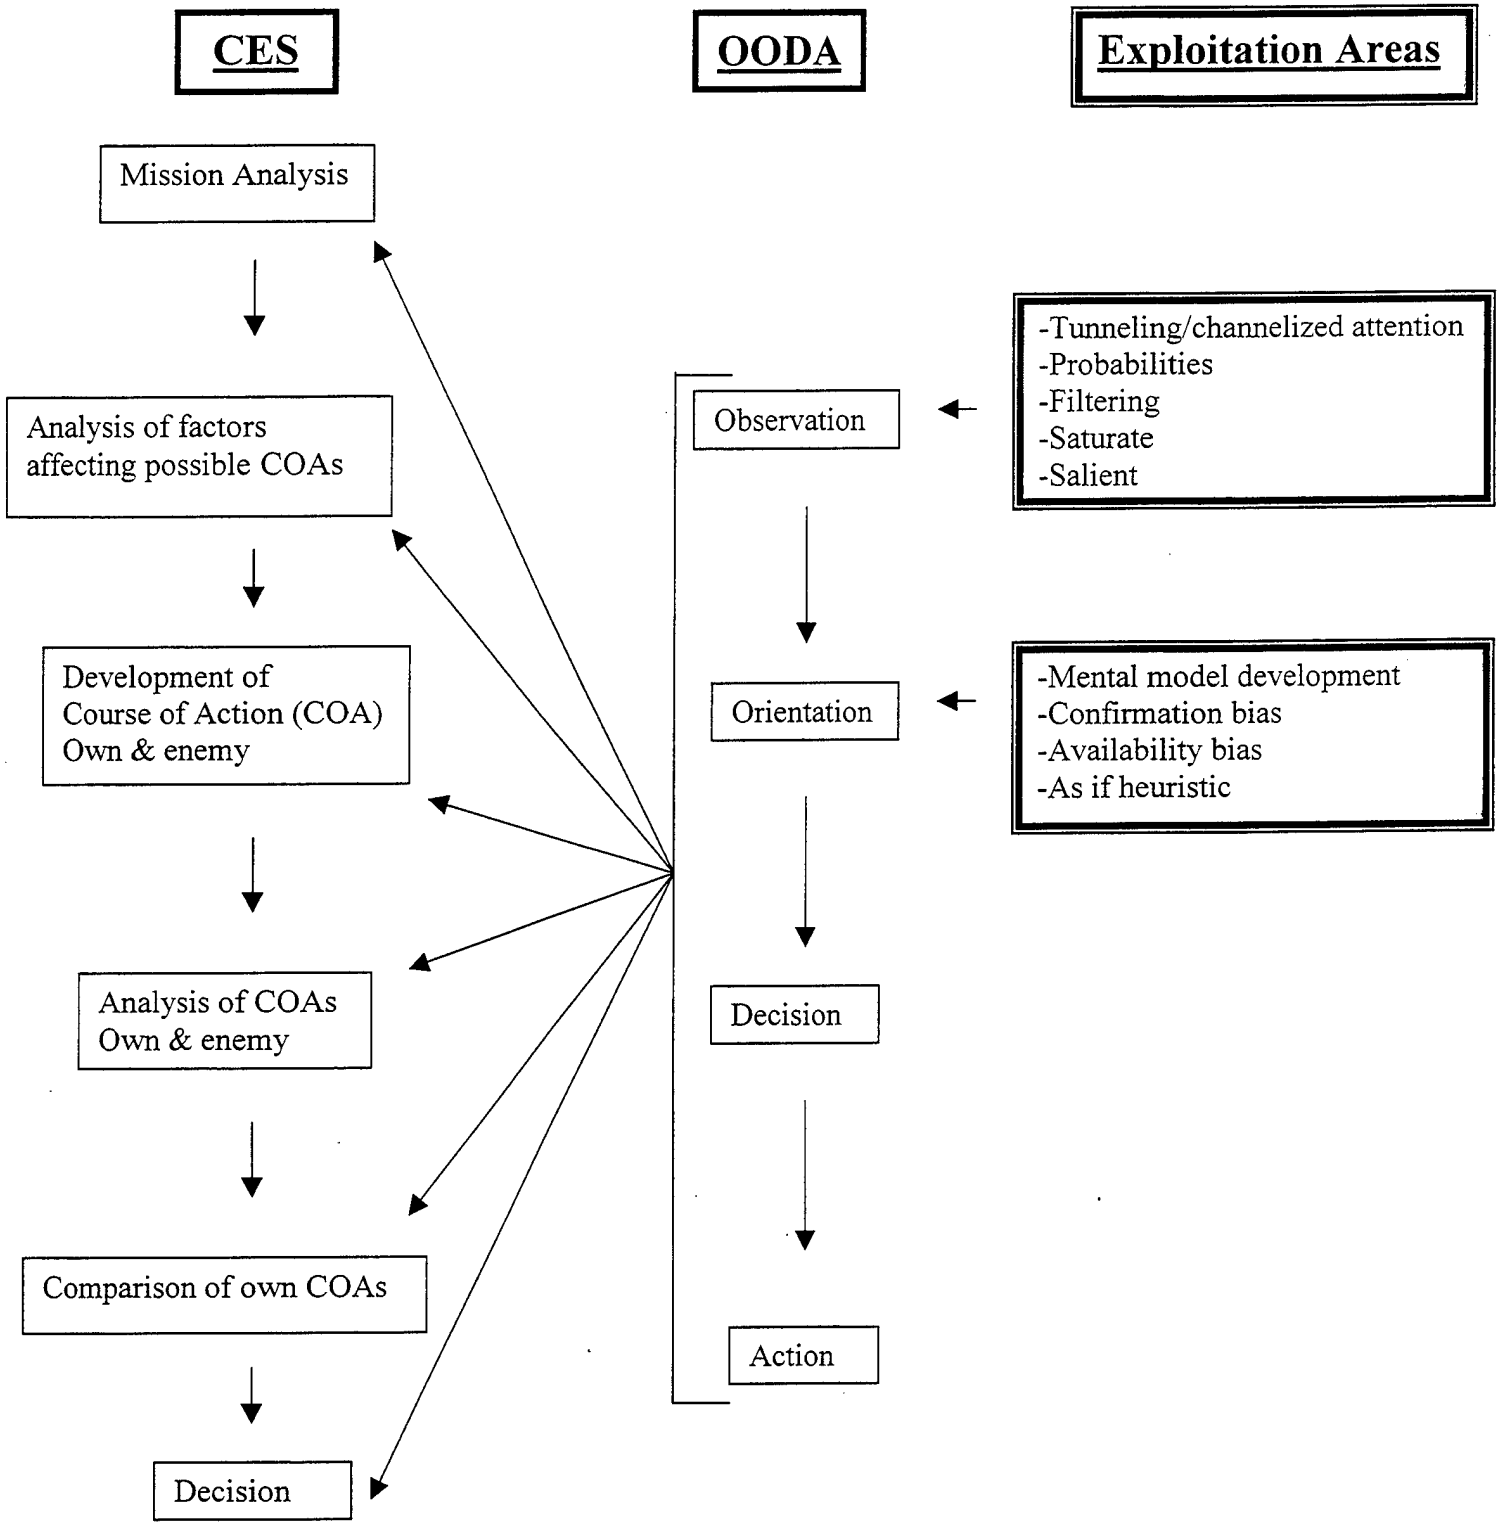 CES
Mission Analysis
Analysis of factors
affecting possible COAs
Development of
Course of Action (COA)
Own & enemy
Analysis of COAs
Own & enemy
Comparison of own COAs
Decision
OODA
Observation
Orientation
Decision
Action
Exploitation Areas
-Tunneling/channelized attention
-Probabilities
-Filtering
-Saturate
-Salient
-Mental model development
-Confirmation bias
-Availability bias
-As if heuristic